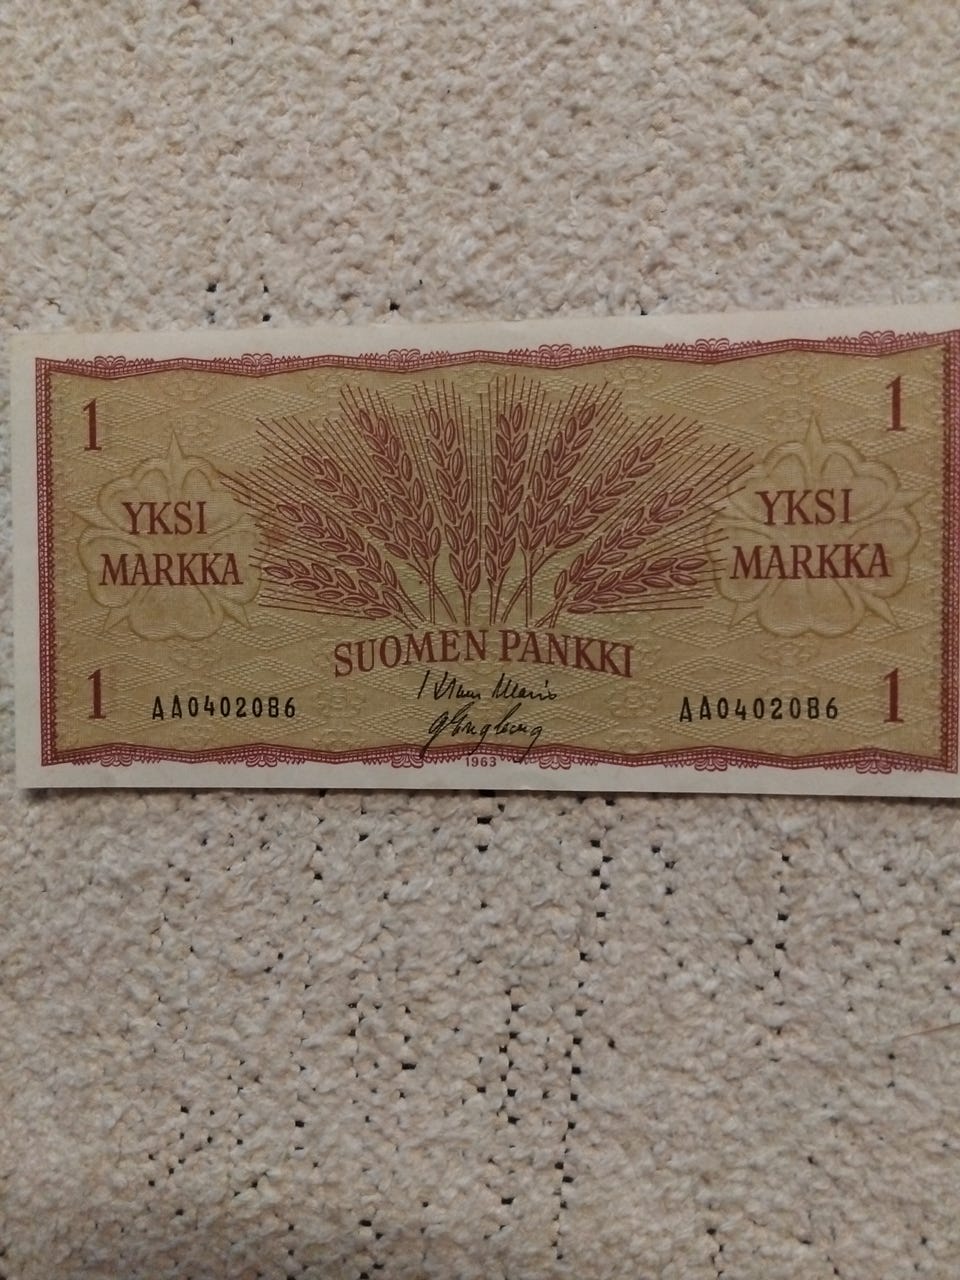 1 1
YKSI
MARKKA
YKSI
MARKKA
SUOMEN PANKKI
1 AA0402086 AA0402086 1
1963